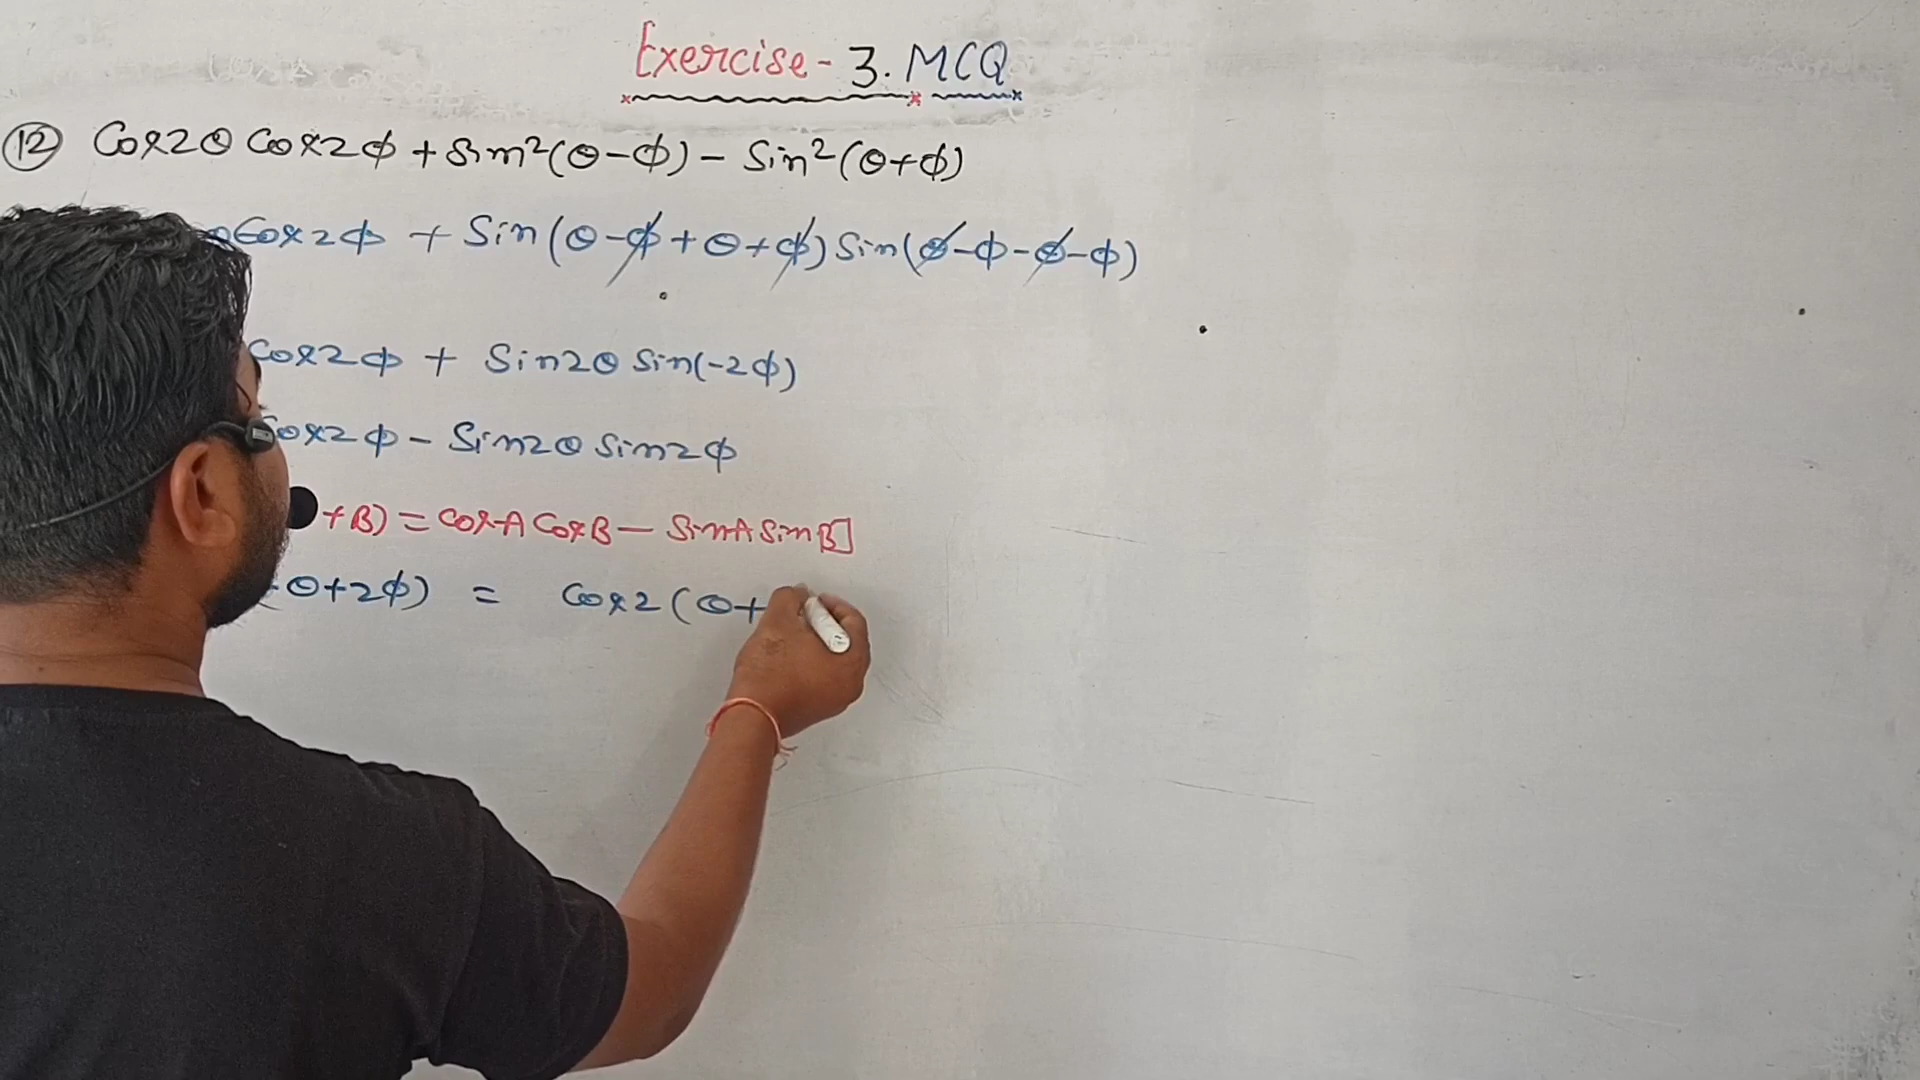 Exercise - 3. MCQ
12 Cos2θ Cos2Φ + Sin²(θ-Φ) - Sin²(θ+Φ)
Cos2Φ + Sin(θ-Φ+θ+Φ) Sin(θ-Φ-θ-Φ)
Cos2Φ + Sin2θ Sin(-2Φ)
Cos2Φ - Sin2θ Sin2Φ
+B) = CosA CosB - SinA SinB]
θ+2Φ) = Cos2(θ+